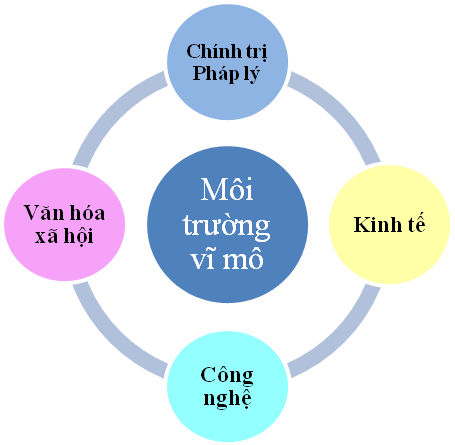 Chính trị
Pháp lý
Văn hóa
xã hội
Môi
trường
vĩ mô
Kinh tế
Công
nghệ